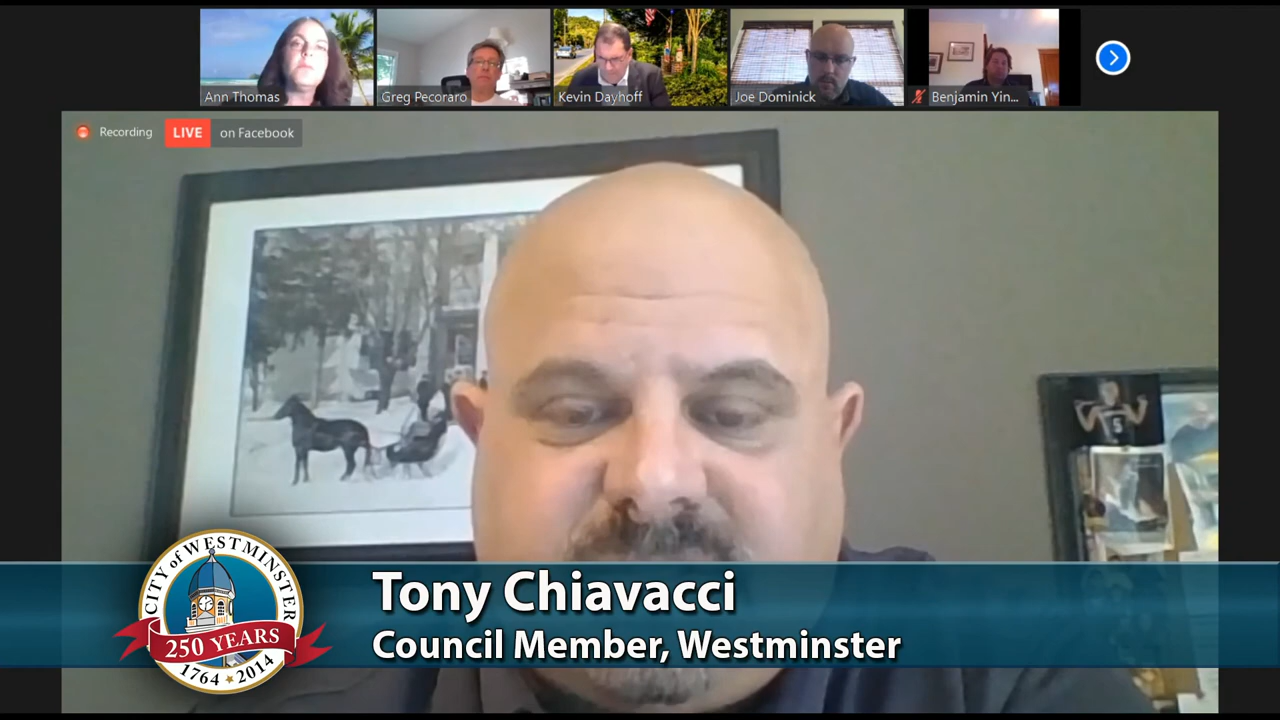 Ann Thomas
Greg Pecoraro
Kevin Dayhoff
Joe Dominick
Benjamin Yin...
Recording
LIVE on Facebook
5
CITY of WESTMINSTER
250 YEARS
1764 ★ 2014
Tony Chiavacci
Council Member, Westminster